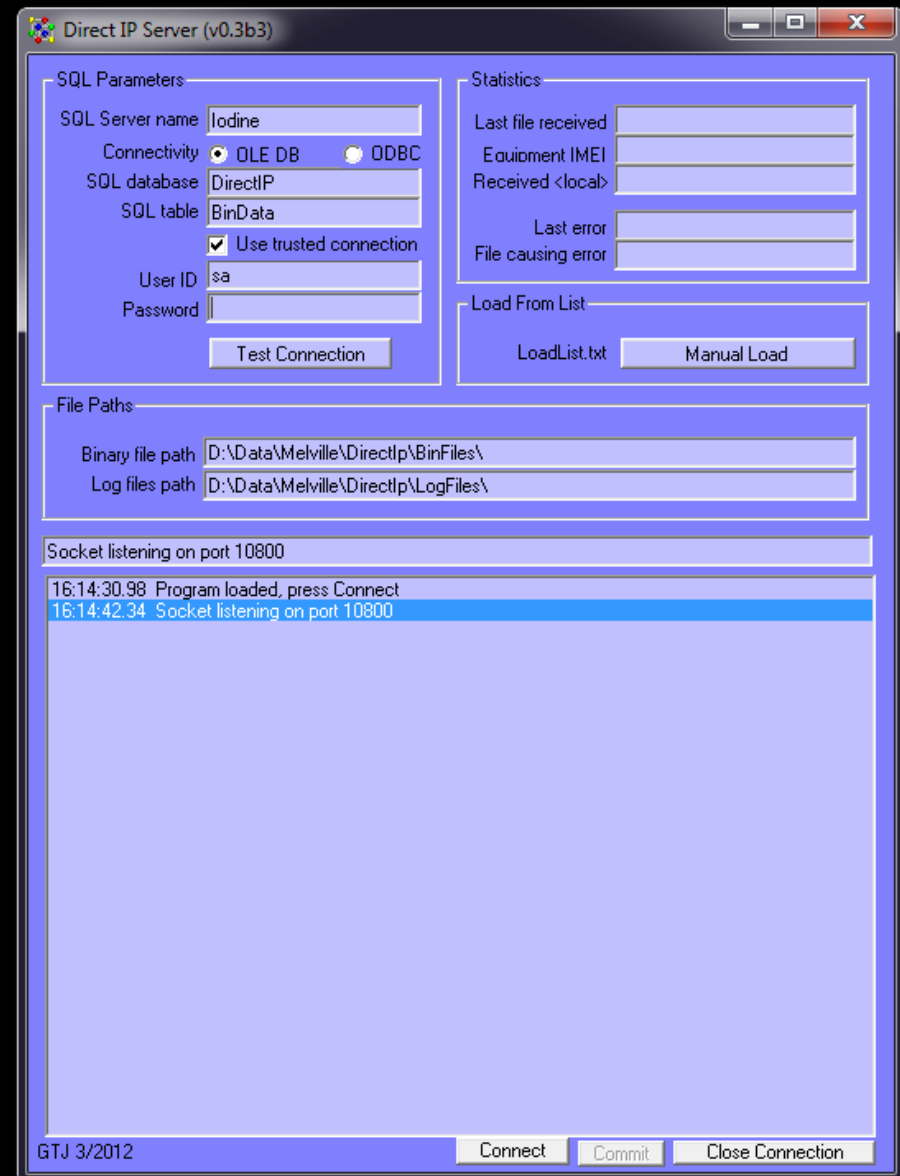 Direct IP Server (v0.3b3)
SQL Parameters
SQL Server name Iodine
Connectivity OLE DB ODBC
SQL database DirectIP
SQL table BinData
Use trusted connection
User ID sa
Password
Test Connection
Statistics
Last file received
Equipment IMEI
Received <local>
Last error
File causing error
Load From List
LoadList.txt Manual Load
File Paths
Binary file path D:\Data\Melville\DirectIp\BinFiles\
Log files path D:\Data\Melville\DirectIp\LogFiles\
Socket listening on port 10800
16:14:30.98 Program loaded, press Connect
16:14:42.34 Socket listening on port 10800
GTJ 3/2012 Connect Commit Close Connection